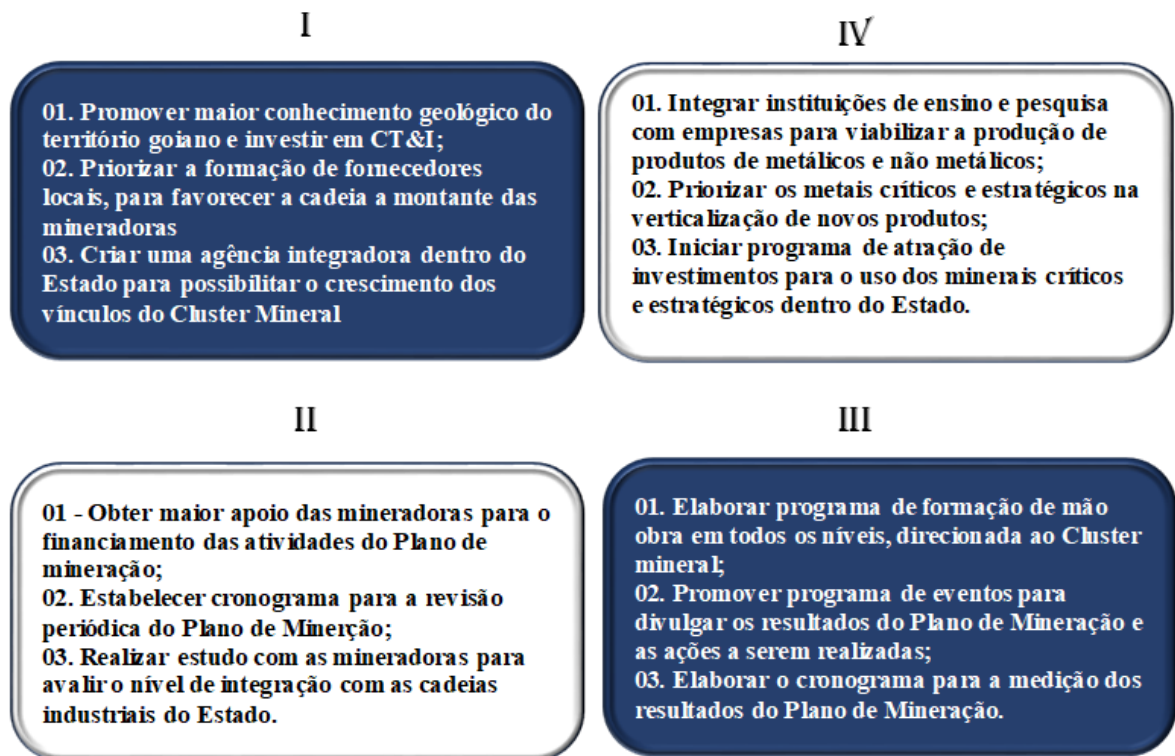 I
01. Promover maior conhecimento geológico do
território goiano e investir em CT&I;
02. Priorizar a formação de fornecedores
locais, para favorecer a cadeia a montante das
mineradoras
03. Criar uma agência integradora dentro do
Estado para possibilitar o crescimento dos
vínculos do Cluster Mineral
IV
01. Integrar instituições de ensino e pesquisa
com empresas para viabilizar a produção de
produtos de metálicos e não metálicos;
02. Priorizar os metais críticos e estratégicos na
verticalização de novos produtos;
03. Iniciar programa de atração de
investimentos para o uso dos minerais críticos
e estratégicos dentro do Estado.
II
01 - Obter maior apoio das mineradoras para o
financiamento das atividades do Plano de
mineração;
02. Estabelecer cronograma para a revisão
periódica do Plano de Minerção;
03. Realizar estudo com as mineradoras para
avalir o nível de integração com as cadeias
industriais do Estado.
III
01. Elaborar programa de formação de mão
obra em todos os níveis, direcionada ao Cluster
mineral;
02. Promover programa de eventos para
divulgar os resultados do Plano de Mineração e
as ações a serem realizadas;
03. Elaborar o cronograma para a medição dos
resultados do Plano de Mineração.